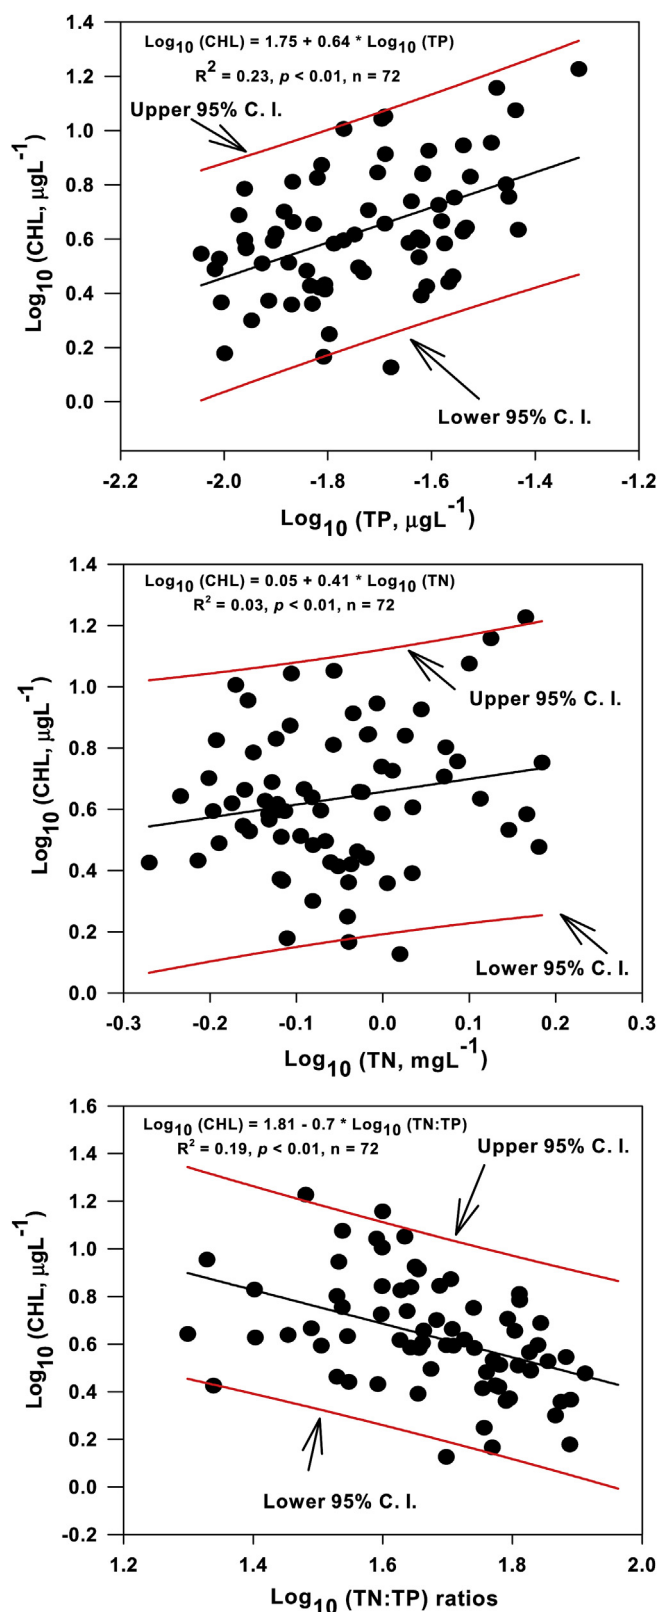 Log10 (CHL) = 1.75 + 0.64 * Log10 (TP)
R2 = 0.23, p < 0.01, n = 72
Upper 95% C. I.
Lower 95% C. I.
Log10 (CHL, μgL-1)
1.4
1.2
1.0
0.8
0.6
0.4
0.2
0.0
-2.2 -2.0 -1.8 -1.6 -1.4 -1.2
Log10 (TP, μgL-1)
Log10 (CHL) = 0.05 + 0.41 * Log10 (TN)
R2 = 0.03, p < 0.01, n = 72
Upper 95% C. I.
Lower 95% C. I.
Log10 (CHL, μgL-1)
1.4
1.2
1.0
0.8
0.6
0.4
0.2
0.0
-0.3 -0.2 -0.1 0.0 0.1 0.2 0.3
Log10 (TN, mgL-1)
Log10 (CHL) = 1.81 - 0.7 * Log10 (TN:TP)
R2 = 0.19, p < 0.01, n = 72
Upper 95% C. I.
Lower 95% C. I.
Log10 (CHL, μgL-1)
1.6
1.4
1.2
1.0
0.8
0.6
0.4
0.2
0.0
-0.2
1.2 1.4 1.6 1.8 2.0
Log10 (TN:TP) ratios